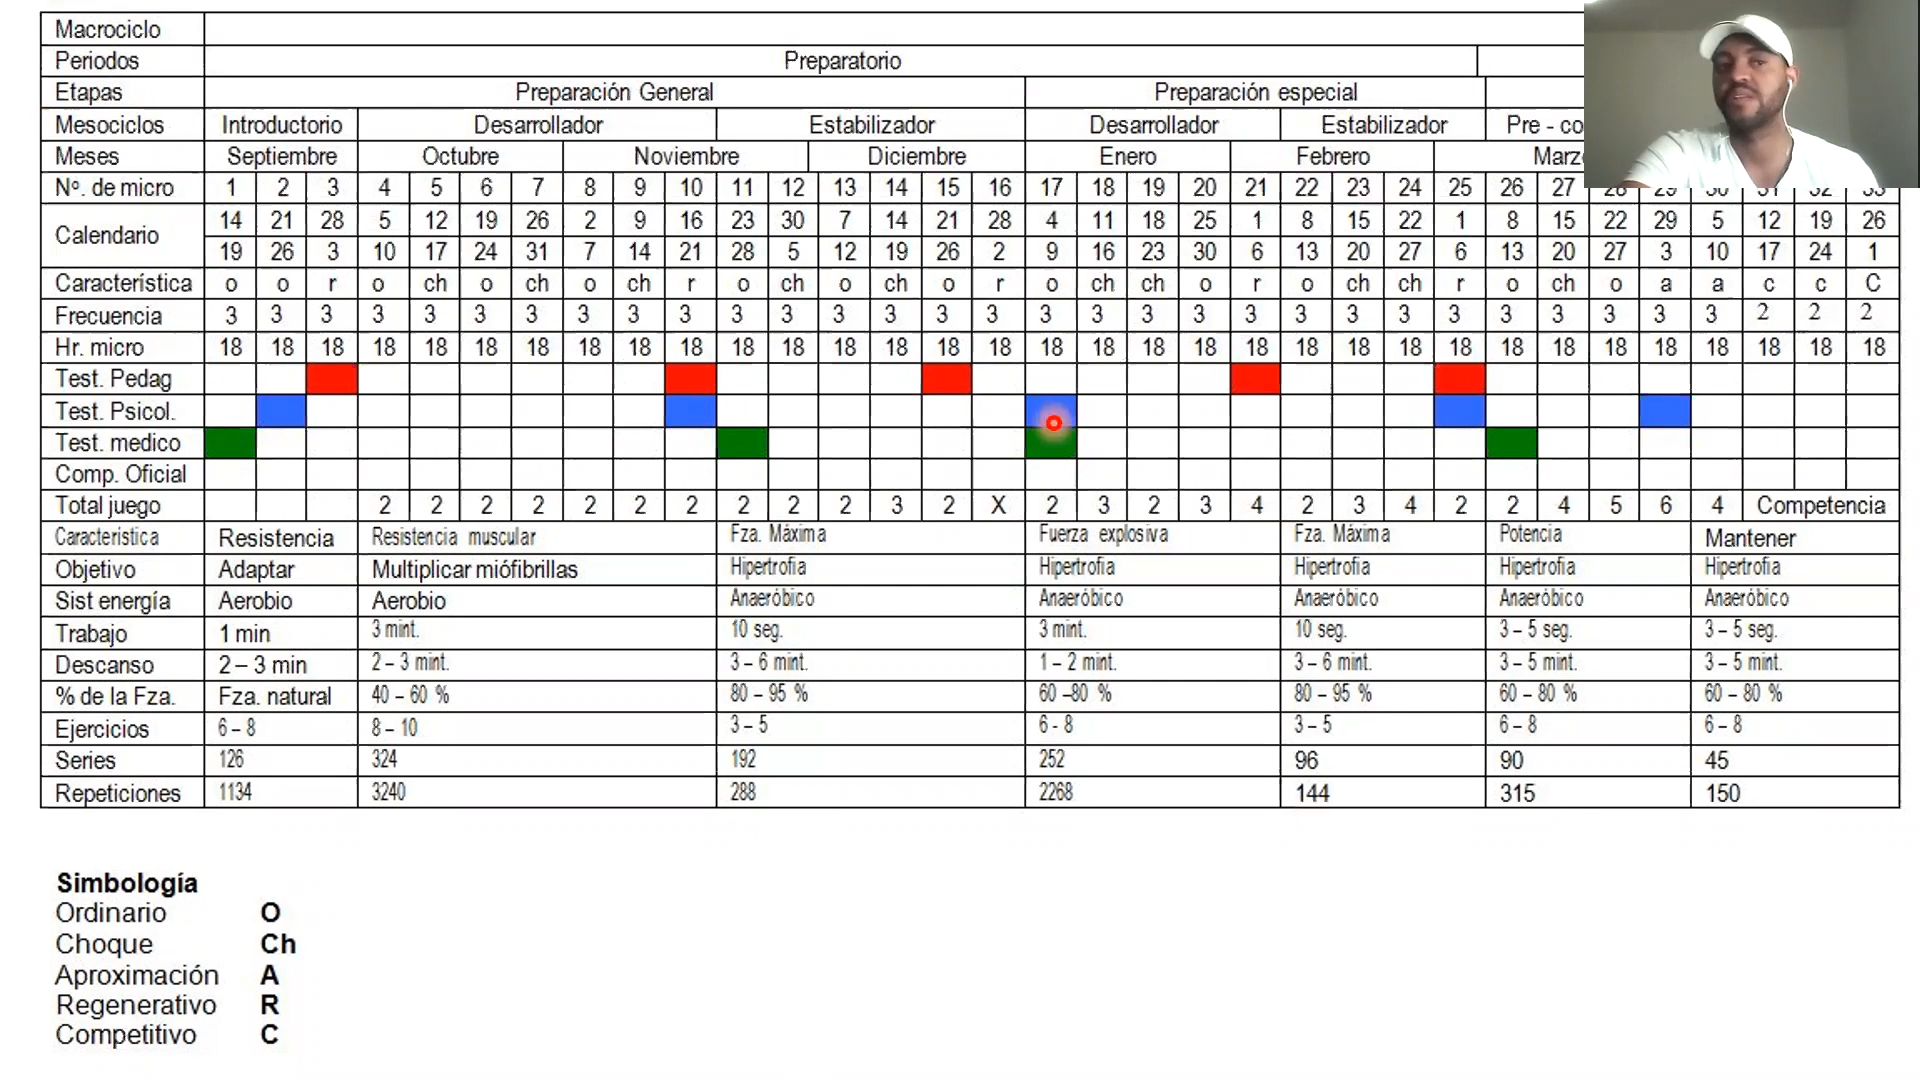 Macrociclo
Periodos Preparatorio
Etapas Preparación General Preparación especial
Mesociclos Introductorio Desarrollador Estabilizador Desarrollador Estabilizador Pre - co
Meses Septiembre Octubre Noviembre Diciembre Enero Febrero Marz
Nº. de micro 1 2 3 4 5 6 7 8 9 10 11 12 13 14 15 16 17 18 19 20 21 22 23 24 25 26 27 28 29 30 31 32 33
Calendario
14 21 28 5 12 19 26 2 9 16 23 30 7 14 21 28 4 11 18 25 1 8 15 22 1 8 15 22 29 5 12 19 26
19 26 3 10 17 24 31 7 14 21 28 5 12 19 26 2 9 16 23 30 6 13 20 27 6 13 20 27 3 10 17 24 1
Característica o o r o ch o ch o ch r o ch o ch o r o ch ch o r o ch ch r o ch o a a c c C
Frecuencia 3 3 3 3 3 3 3 3 3 3 3 3 3 3 3 3 3 3 3 3 3 3 3 3 3 3 3 3 3 3 2 2 2
Hr. micro 18 18 18 18 18 18 18 18 18 18 18 18 18 18 18 18 18 18 18 18 18 18 18 18 18 18 18 18 18 18 18 18 18
Test. Pedag
Test. Psicol.
Test. medico
Comp. Oficial
Total juego 2 2 2 2 2 2 2 2 2 2 3 2 X 2 3 2 3 4 2 3 4 2 2 4 5 6 4 Competencia
Característica Resistencia Resistencia muscular Fza. Máxima Fuerza explosiva Fza. Máxima Potencia Mantener
Objetivo Adaptar Multiplicar miófibrillas Hipertrofia Hipertrofia Hipertrofia Hipertrofia Hipertrofia
Sist energía Aerobio Aerobio Anaeróbico Anaeróbico Anaeróbico Anaeróbico Anaeróbico
Trabajo 1 min 3 mint. 10 seg. 3 mint. 10 seg. 3 – 5 seg. 3 – 5 seg.
Descanso 2 – 3 min 2 – 3 mint. 3 – 6 mint. 1 – 2 mint. 3 – 6 mint. 3 – 5 mint. 3 – 5 mint.
% de la Fza. Fza. natural 40 – 60 % 80 – 95 % 60 –80 % 80 – 95 % 60 – 80 % 60 – 80 %
Ejercicios 6 – 8 8 – 10 3 – 5 6 - 8 3 – 5 6 – 8 6 – 8
Series 126 324 192 252 96 90 45
Repeticiones 1134 3240 288 2268 144 315 150
Simbología
Ordinario O
Choque Ch
Aproximación A
Regenerativo R
Competitivo C